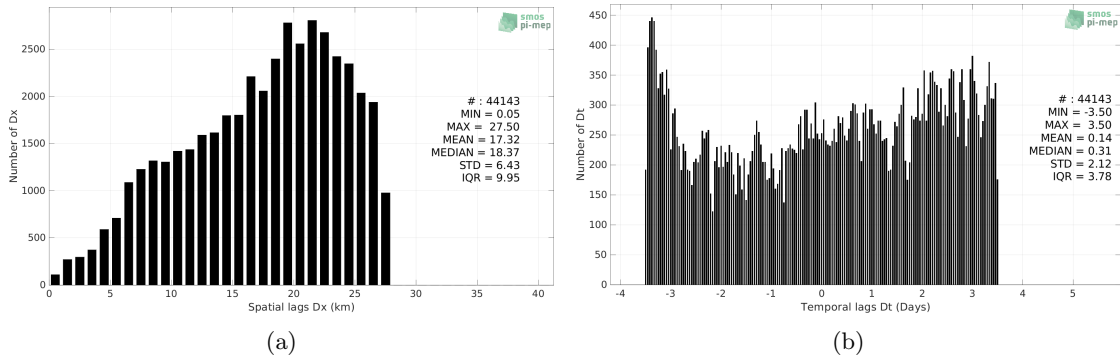 smos
pi-mep
2500
2000
1500
1000
500
0
Number of Dx
# : 44143
MIN = 0.05
MAX = 27.50
MEAN = 17.32
MEDIAN = 18.37
STD = 6.43
IQR = 9.95
0 5 10 15 20 25 30 35 40
Spatial lags Dx (km)
(a)
smos
pi-mep
450
400
350
300
250
200
150
100
50
0
Number of Dt
# : 44143
MIN = -3.50
MAX = 3.50
MEAN = 0.14
MEDIAN = 0.31
STD = 2.12
IQR = 3.78
-4 -3 -2 -1 0 1 2 3 4 5
Temporal lags Dt (Days)
(b)